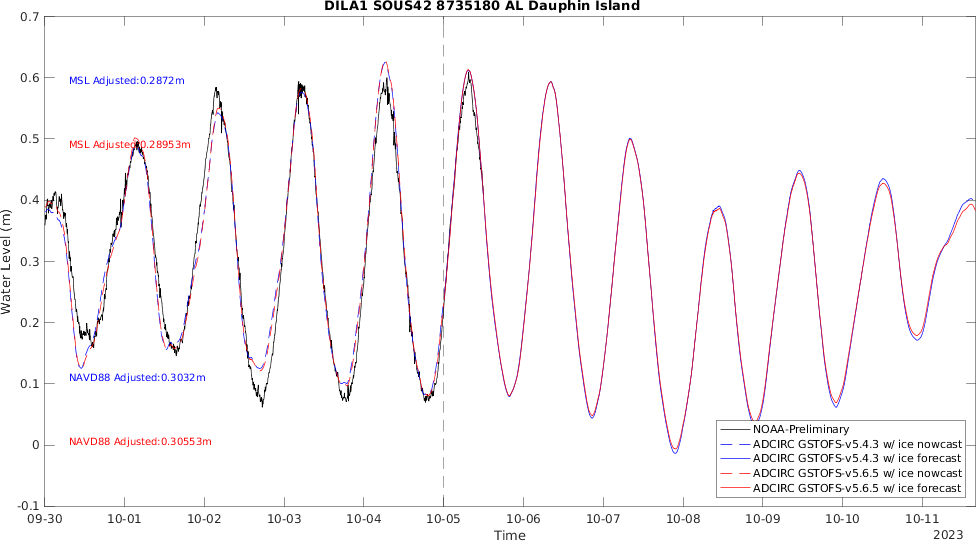 DILA1 SOUS42 8735180 AL Dauphin Island
0.7
0.6
0.5
0.4
0.3
0.2
0.1
0
-0.1
Water Level (m)
MSL Adjusted:0.2872m
MSL Adjusted:0.28953m
NAVD88 Adjusted:0.3032m
NAVD88 Adjusted:0.30553m
NOAA-Preliminary
ADCIRC GSTOFS-v5.4.3 w/ ice nowcast
ADCIRC GSTOFS-v5.4.3 w/ ice forecast
ADCIRC GSTOFS-v5.6.5 w/ ice nowcast
ADCIRC GSTOFS-v5.6.5 w/ ice forecast
09-30 10-01 10-02 10-03 10-04 10-05 10-06 10-07 10-08 10-09 10-10 10-11
Time
2023